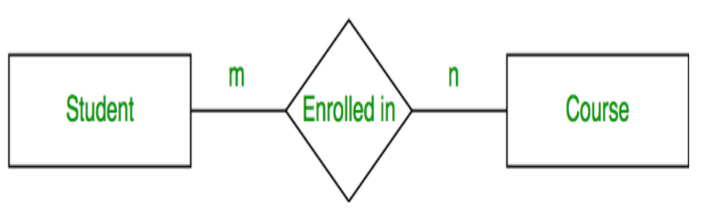 m
n
Student
Enrolled in
Course